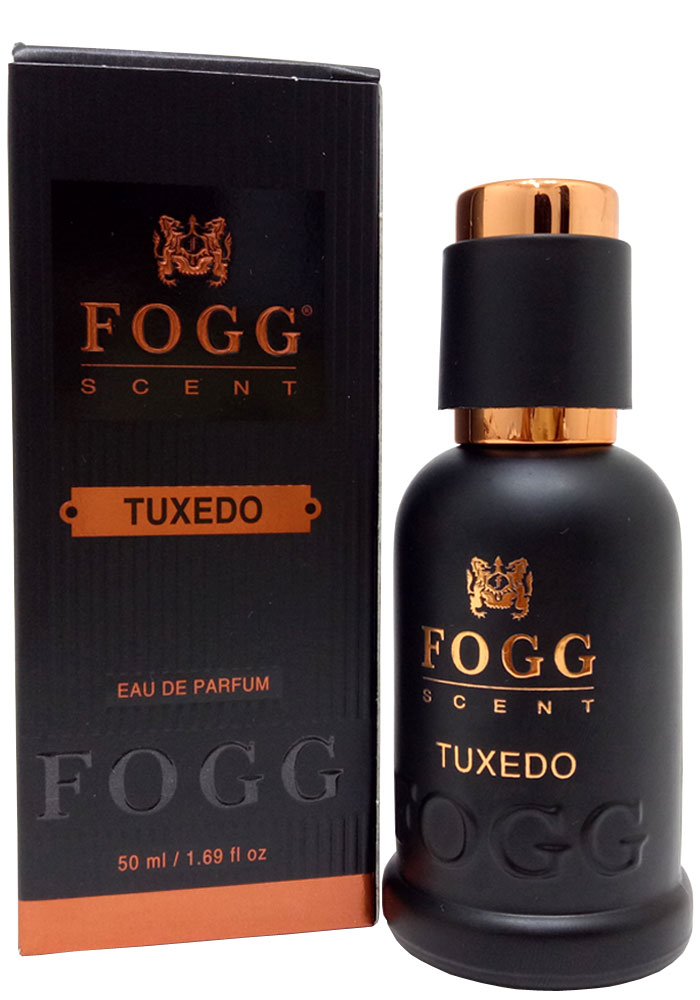 FOGG®
SCENT
TUXEDO
EAU DE PARFUM
FOGG
50 ml / 1.69 fl oz
FOGG
SCENT
TUXEDO
FOGG